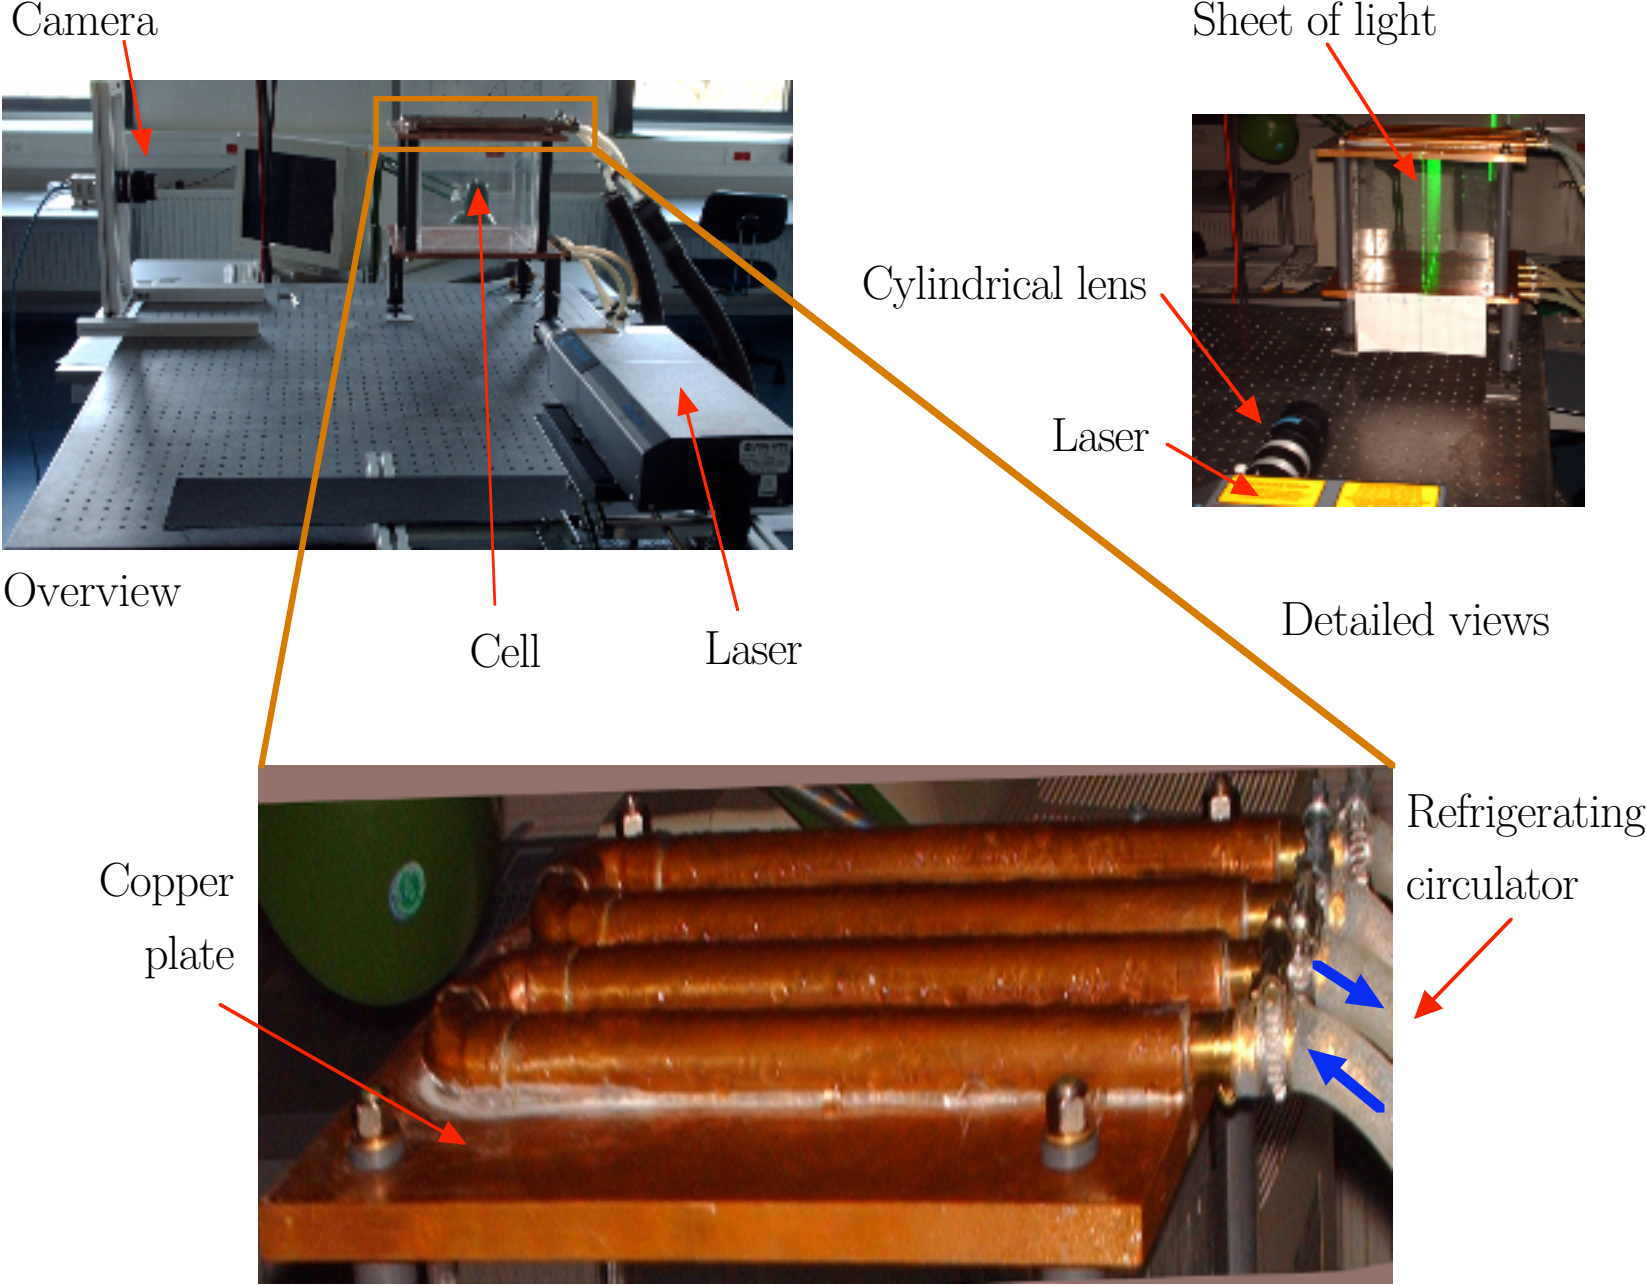 Camera
Sheet of light
Cylindrical lens
Laser
Overview
Cell
Laser
Detailed views
Copper
plate
Refrigerating
circulator